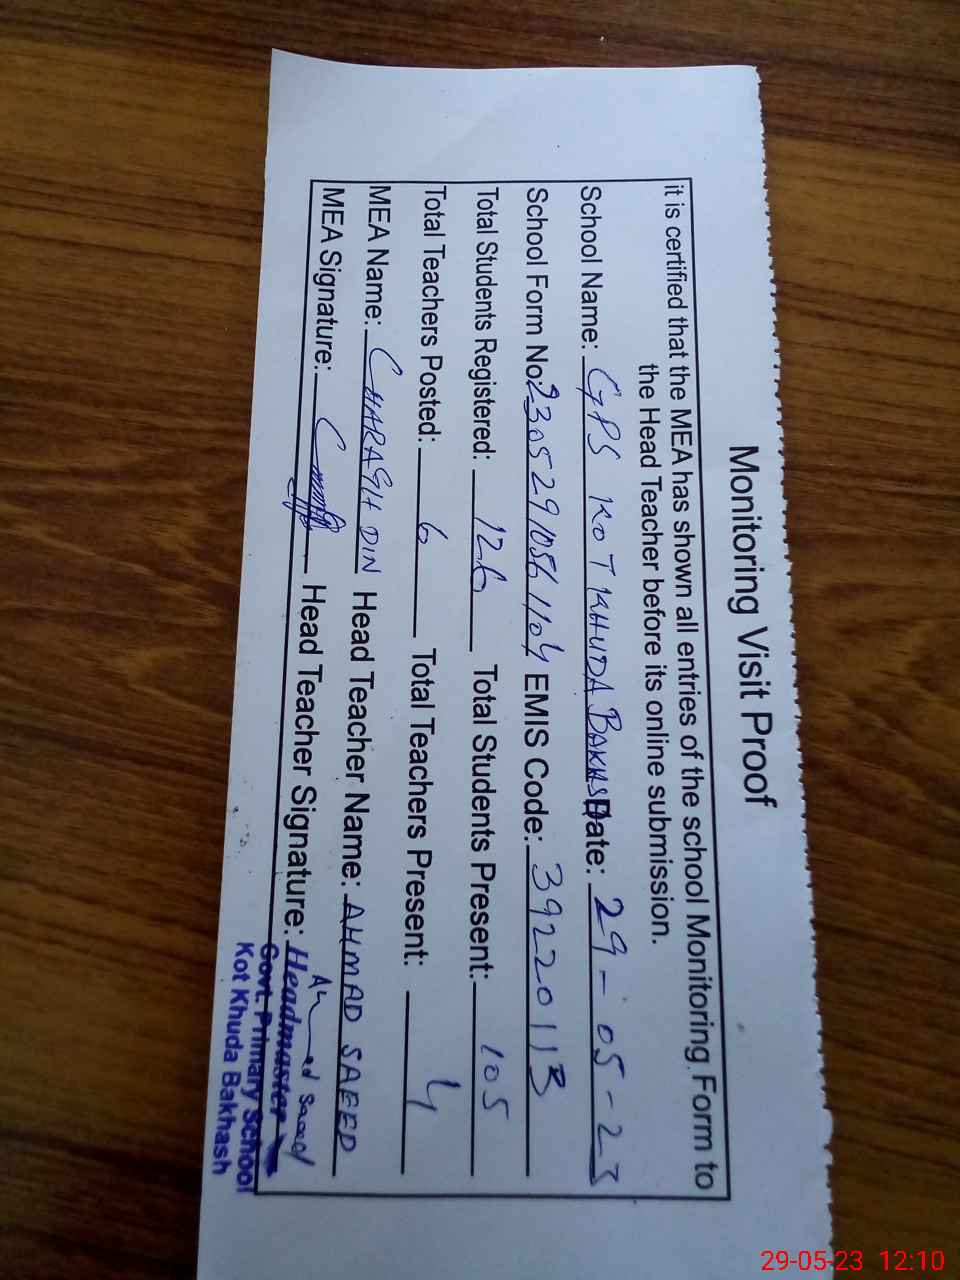 Monitoring Visit Proof
it is certified that the MEA has shown all entries of the school Monitoring Form to
the Head Teacher before its online submission.
School Name: GPS KOT KHUDA BAKHSH Date: 29-05-23
School Form No: 23052910561104 EMIS Code: 39220113
Total Students Registered: 126 Total Students Present: 105
Total Teachers Posted: 6 Total Teachers Present: 4
MEA Name: CHARAGH DIN Head Teacher Name: AHMAD SAEED
MEA Signature: Head Teacher Signature: Ahmad Saeed
Headmaster
Govt. Primary School
Kot Khuda Bakhash
29-05-23 12:10